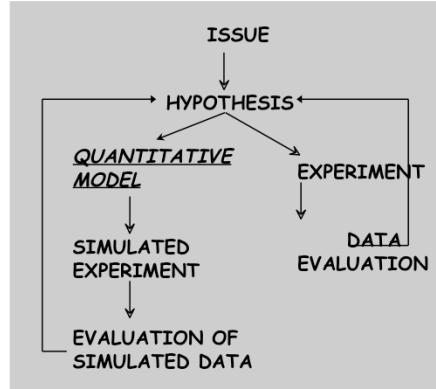 ISSUE
HYPOTHESIS
QUANTITATIVE
MODEL
SIMULATED
EXPERIMENT
EVALUATION OF
SIMULATED DATA
EXPERIMENT
DATA
EVALUATION